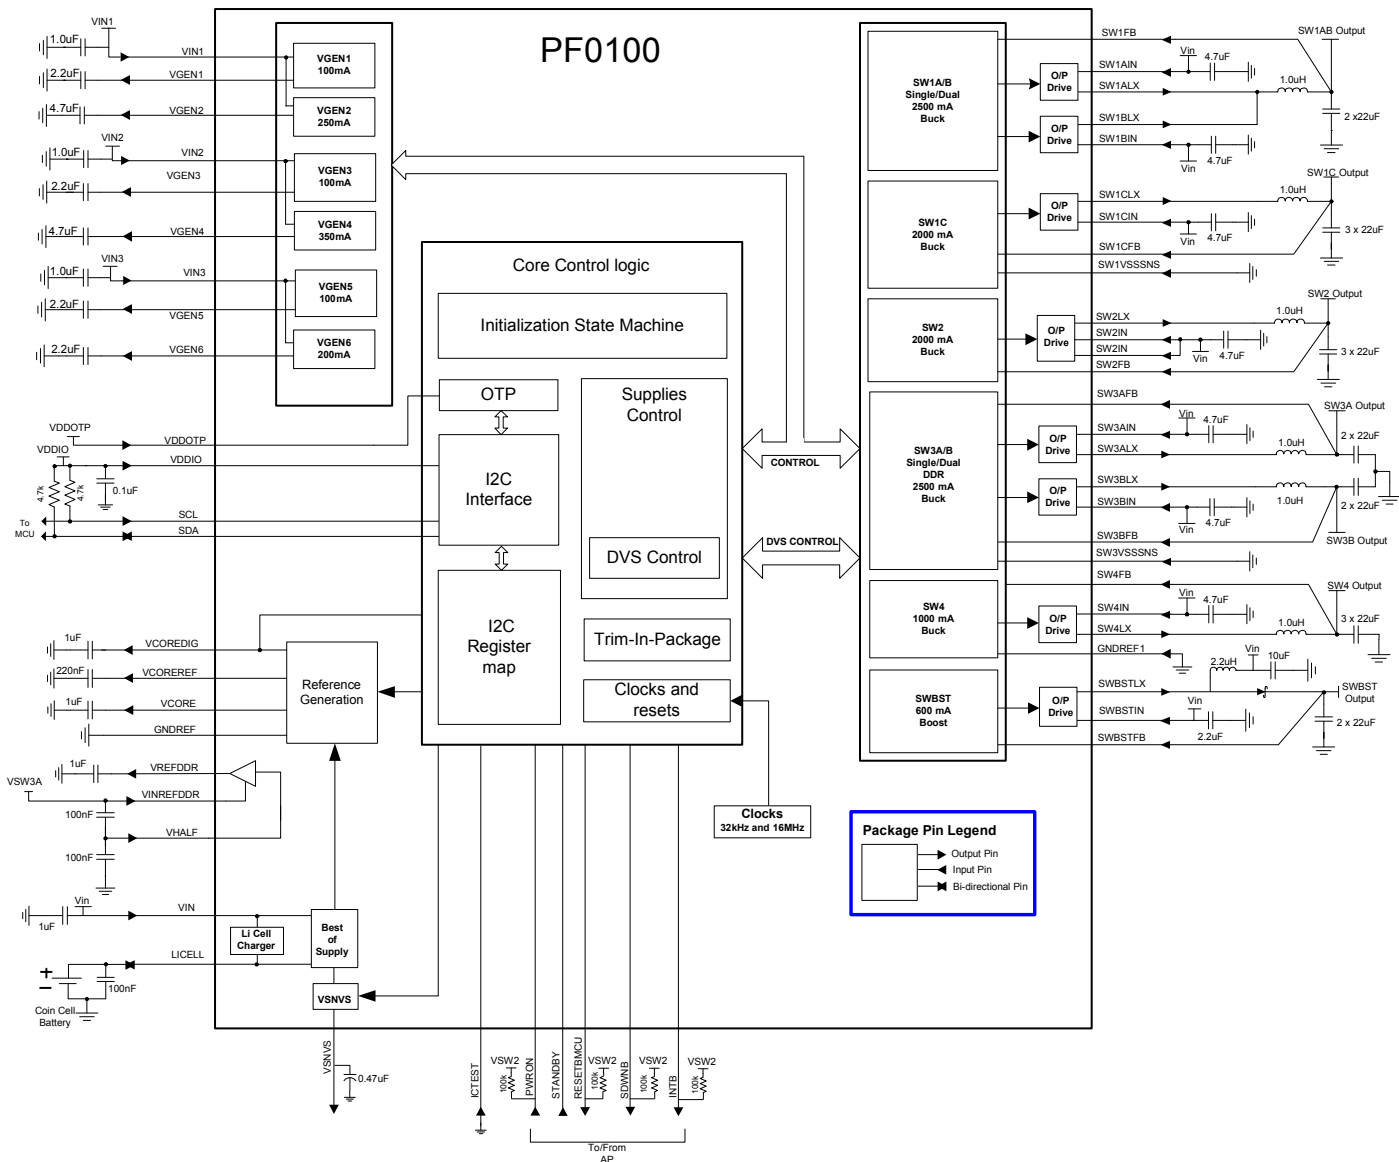 PF0100
VIN1
1.0uF
VIN1
2.2uF
VGEN1
4.7uF
VGEN2
VIN2
1.0uF
VIN2
VGEN3
2.2uF
4.7uF
VGEN4
VIN3
1.0uF
VIN3
2.2uF
VGEN5
2.2uF
VGEN6
VGEN1
100mA
VGEN2
250mA
VGEN3
100mA
VGEN4
350mA
VGEN5
100mA
VGEN6
200mA
VDDOTP
VDDOTP
VDDIO
VDDIO
4.7k
4.7k
0.1uF
To
MCU
SCL
SDA
Core Control logic
Initialization State Machine
OTP
I2C
Interface
I2C
Register
map
Supplies
Control
DVS Control
Trim-In-Package
Clocks and
resets
CONTROL
DVS CONTROL
1uF
VCOREDIG
220nF
VCOREREF
1uF
VCORE
GNDREF
Reference
Generation
1uF
VREFDDR
VSW3A
VINREFDDR
100nF
VHALF
100nF
Vin
VIN
1uF
Li Cell
Charger
Best
of
Supply
LICELL
+
−
100nF
Coin Cell
Battery
VSNVS
VSNVS
0.47uF
Clocks
32kHz and 16MHz
ICTEST
VSW2
100k
PWRON
STANDBY
RESETBMCU
VSW2
100k
SDWNB
VSW2
100k
INTB
VSW2
100k
To/From
AP
Package Pin Legend
Output Pin
Input Pin
Bi-directional Pin
SW1A/B
Single/Dual
2500 mA
Buck
SW1C
2000 mA
Buck
SW2
2000 mA
Buck
SW3A/B
Single/Dual
DDR
2500 mA
Buck
SW4
1000 mA
Buck
SWBST
600 mA
Boost
O/P
Drive
O/P
Drive
O/P
Drive
O/P
Drive
O/P
Drive
O/P
Drive
O/P
Drive
O/P
Drive
SW1FB
SW1AB Output
Vin
4.7uF
SW1AIN
1.0uH
SW1ALX
2 x22uF
SW1BLX
SW1BIN
Vin
4.7uF
SW1C Output
SW1CLX
1.0uH
SW1CIN
Vin
4.7uF
3 x 22uF
SW1CFB
SW1VSSSNS
SW2 Output
SW2LX
1.0uH
SW2IN
SW2IN
Vin
4.7uF
3 x 22uF
SW2FB
SW3AFB
SW3A Output
Vin
4.7uF
SW3AIN
2 x 22uF
SW3ALX
1.0uH
SW3BLX
1.0uH
SW3BIN
2 x 22uF
Vin
4.7uF
SW3BFB
SW3B Output
SW3VSSSNS
SW4FB
SW4 Output
Vin
4.7uF
SW4IN
3 x 22uF
SW4LX
1.0uH
GNDREF1
Vin
2.2uH
10uF
SWBSTLX
SWBST
Output
Vin
SWBSTIN
2.2uF
2 x 22uF
SWBSTFB